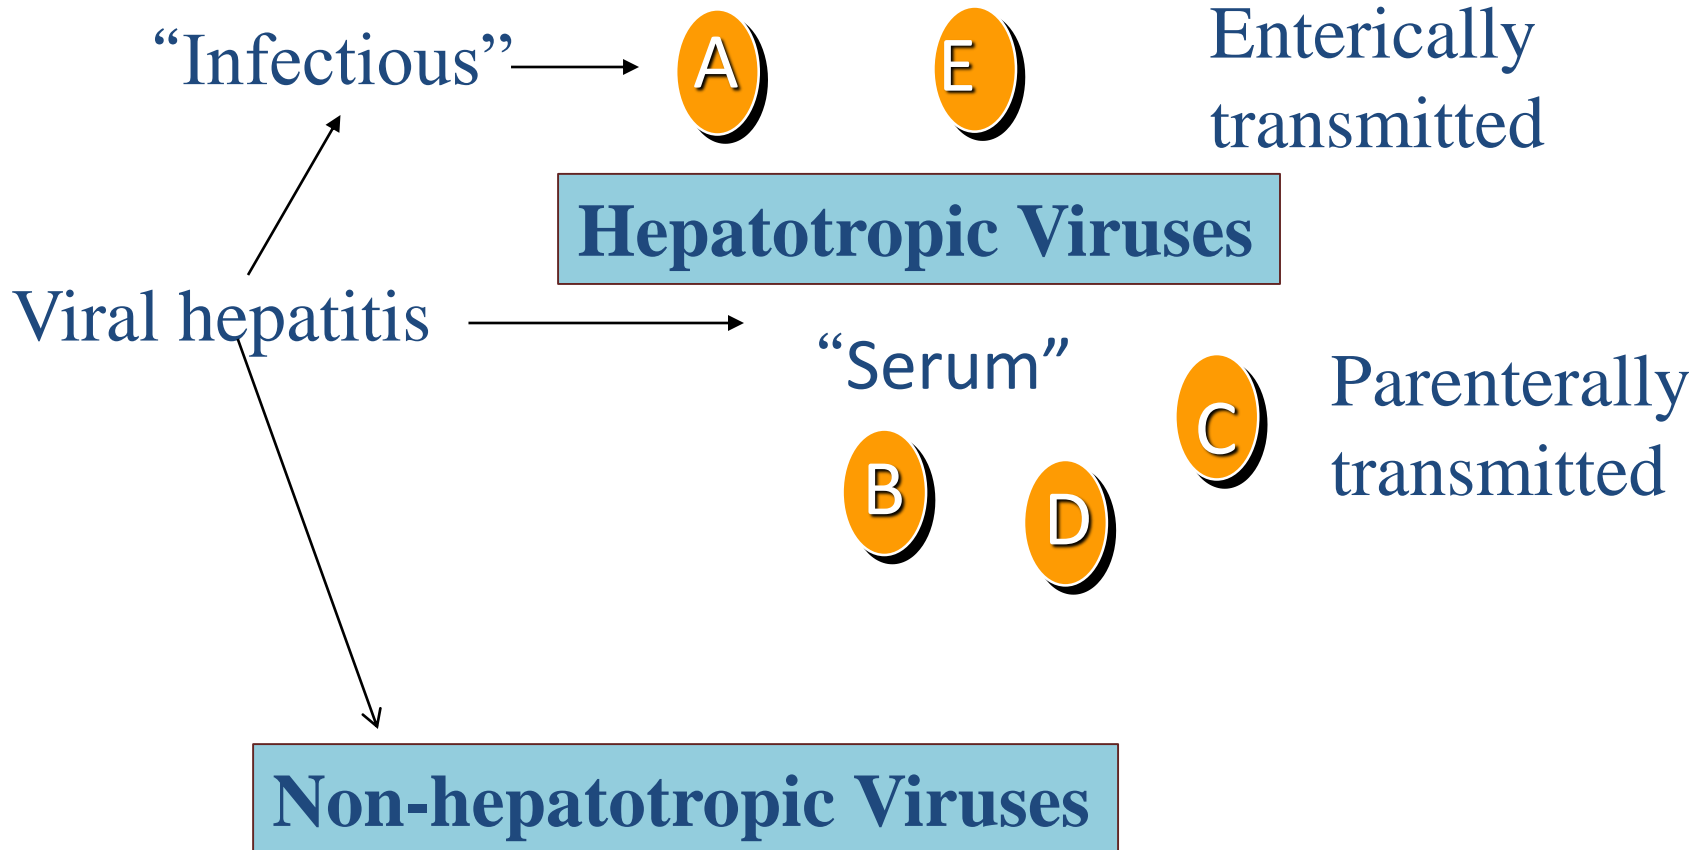 “Infectious”
A
E
Enterically
transmitted
Hepatotropic Viruses
Viral hepatitis
“Serum”
B
D
C
Parenterally
transmitted
Non-hepatotropic Viruses